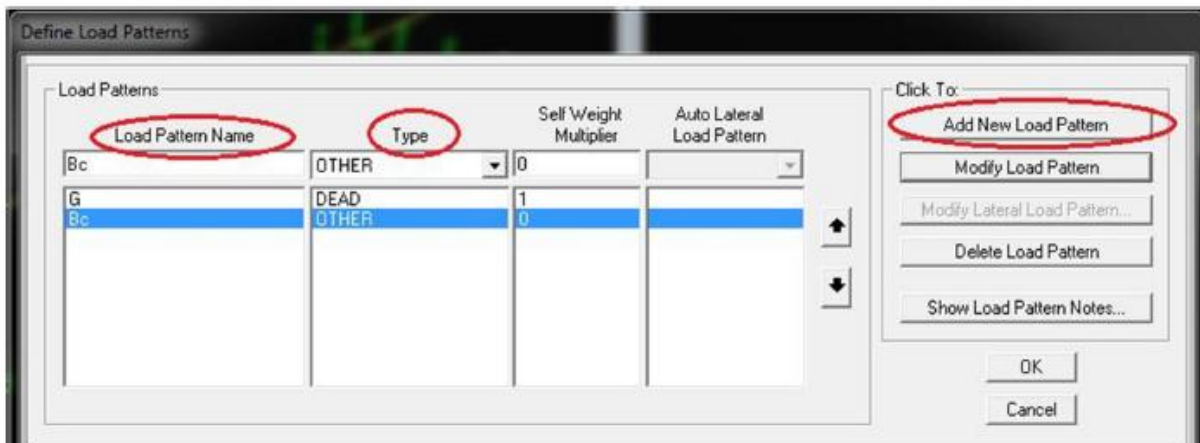 Define Load Patterns
Load Patterns
Load Pattern Name
Type
Self Weight
Multiplier
Auto Lateral
Load Pattern
Bc
OTHER
0
G
DEAD
1
Bc
OTHER
0
Click To:
Add New Load Pattern
Modify Load Pattern
Modify Lateral Load Pattern...
Delete Load Pattern
Show Load Pattern Notes...
OK
Cancel